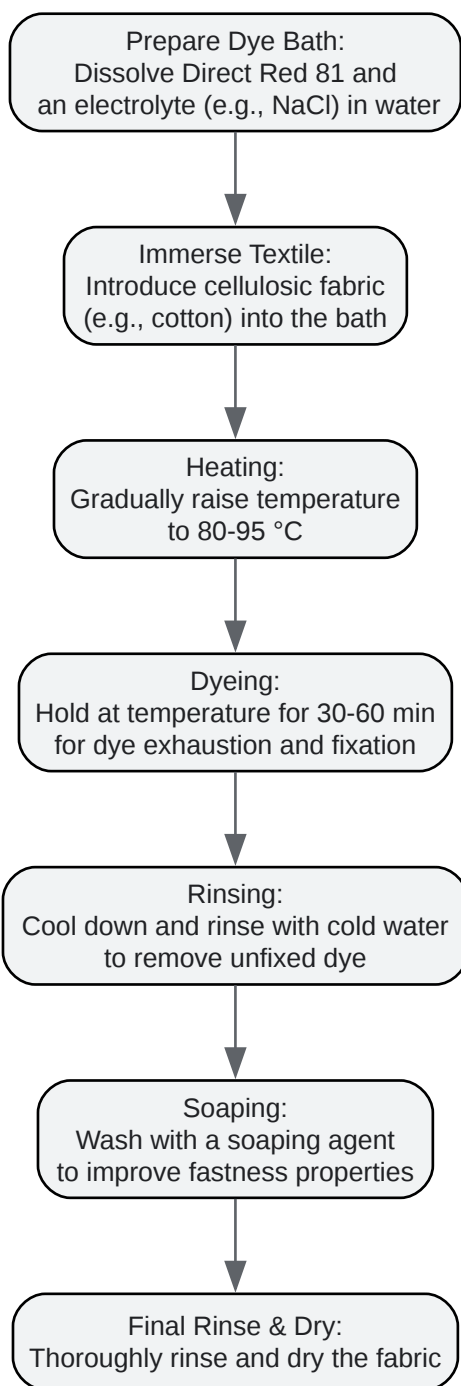 Prepare Dye Bath:
Dissolve Direct Red 81 and
an electrolyte (e.g., NaCl) in water
Immerse Textile:
Introduce cellulosic fabric
(e.g., cotton) into the bath
Heating:
Gradually raise temperature
to 80-95 °C
Dyeing:
Hold at temperature for 30-60 min
for dye exhaustion and fixation
Rinsing:
Cool down and rinse with cold water
to remove unfixed dye
Soaping:
Wash with a soaping agent
to improve fastness properties
Final Rinse & Dry:
Thoroughly rinse and dry the fabric